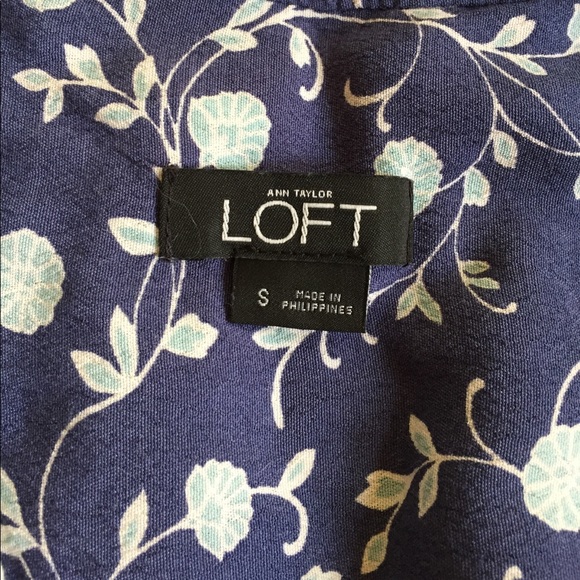 ANN TAYLOR
LOFT
S
MADE IN
PHILIPPINES